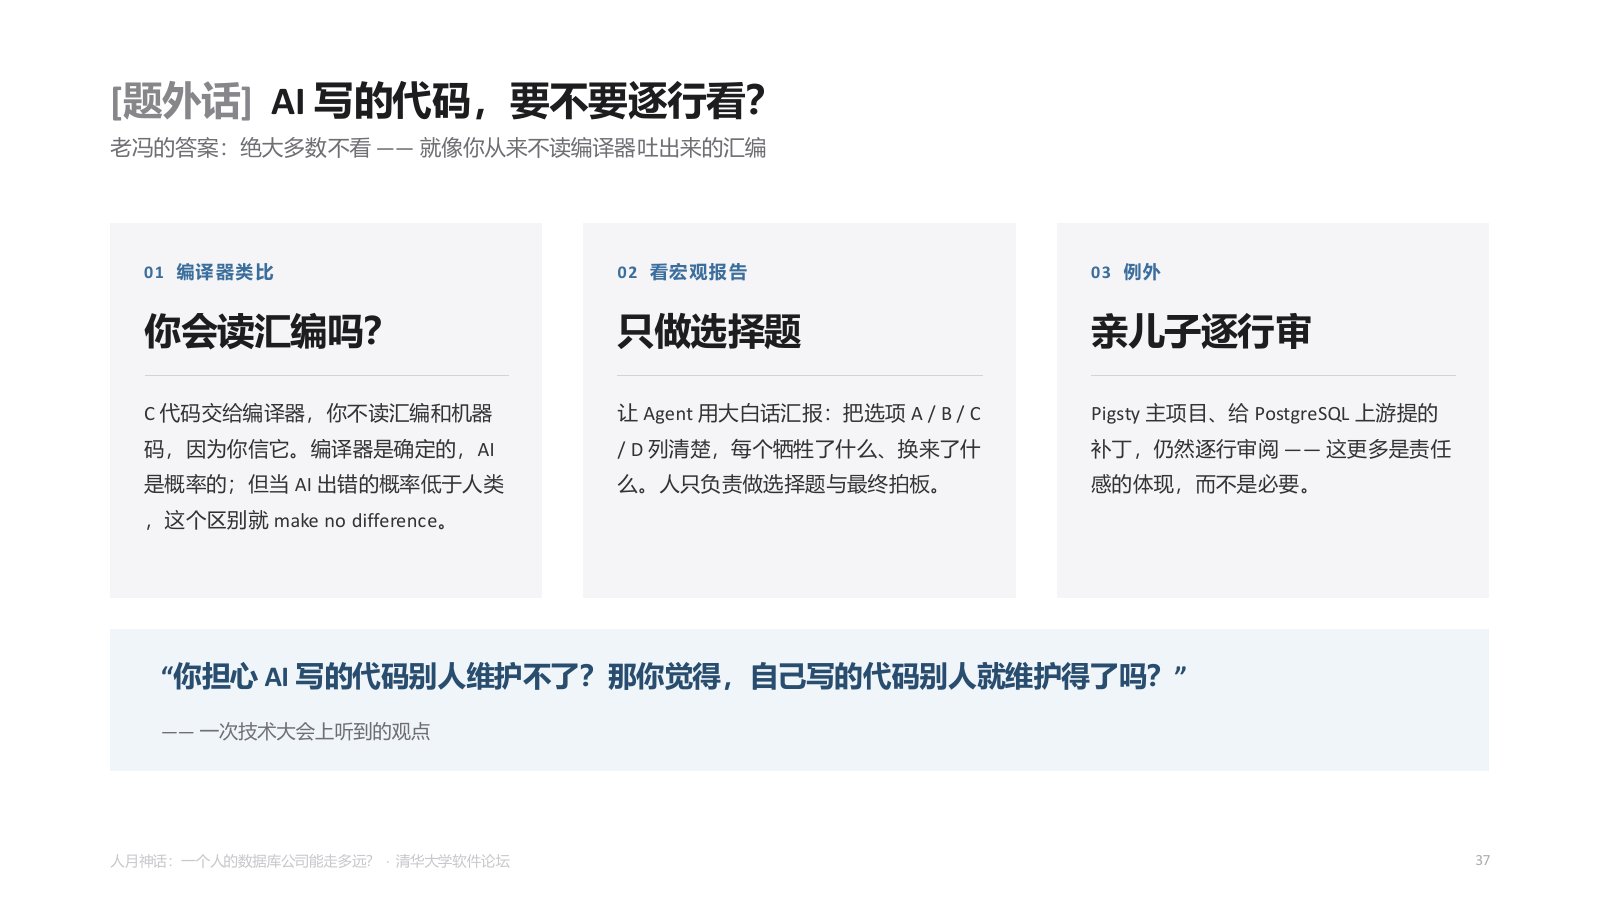 [题外话] AI 写的代码，要不要逐行看？
老冯的答案：绝大多数不看 —— 就像你从来不读编译器吐出来的汇编
01 编译器类比
你会读汇编吗？
C 代码交给编译器，你不读汇编和机器
码，因为你信它。编译器是确定的，AI
是概率的；但当 AI 出错的概率低于人类
，这个区别就 make no difference。
02 看宏观报告
只做选择题
让 Agent 用大白话汇报：把选项 A / B / C
/ D 列清楚，每个牺牲了什么、换来了什
么。人只负责做选择题与最终拍板。
03 例外
亲儿子逐行审
Pigsty 主项目、给 PostgreSQL 上游提的
补丁，仍然逐行审阅 —— 这更多是责任
感的体现，而不是必要。
“你担心 AI 写的代码别人维护不了？那你觉得，自己写的代码别人就维护得了吗？”
—— 一次技术大会上听到的观点
人月神话：一个人的数据库公司能走多远？ · 清华大学软件论坛
37